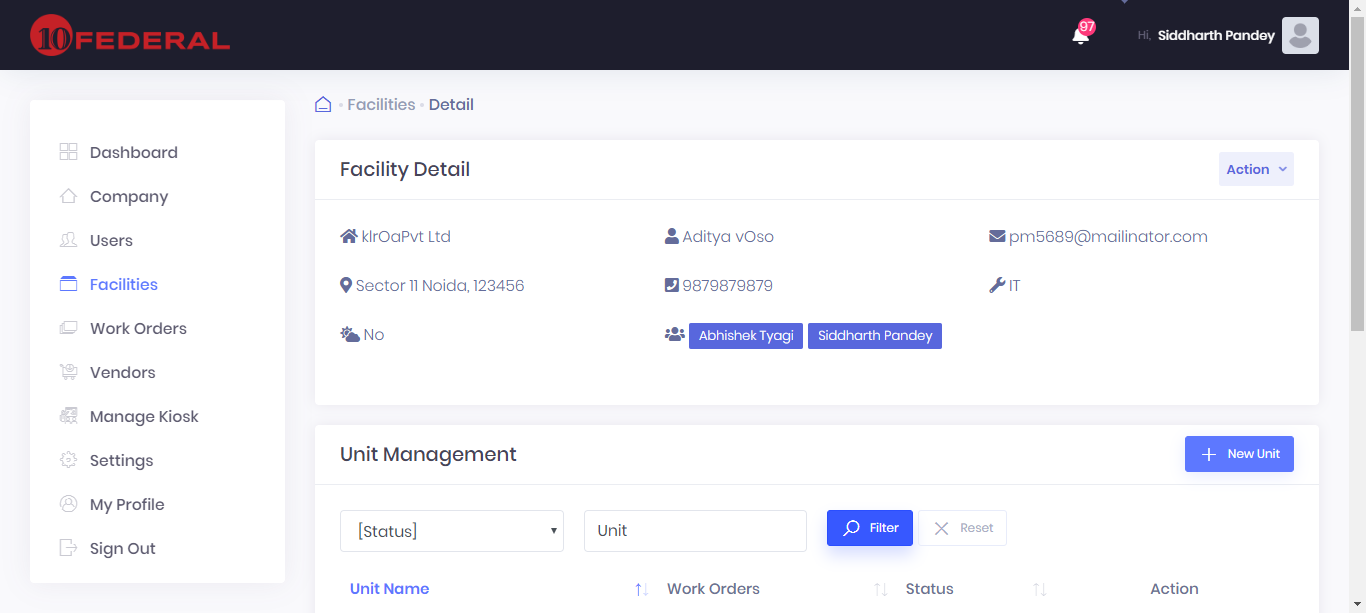 10 FEDERAL
97
Hi, Siddharth Pandey
Facilities Detail
Dashboard
Company
Users
Facilities
Work Orders
Vendors
Manage Kiosk
Settings
My Profile
Sign Out
Facility Detail
Action
klrOaPvt Ltd
Aditya vOso
pm5689@mailinator.com
Sector 11 Noida, 123456
9879879879
IT
No
Abhishek Tyagi Siddharth Pandey
Unit Management
New Unit
[Status]
Unit
Filter
Reset
Unit Name Work Orders Status Action